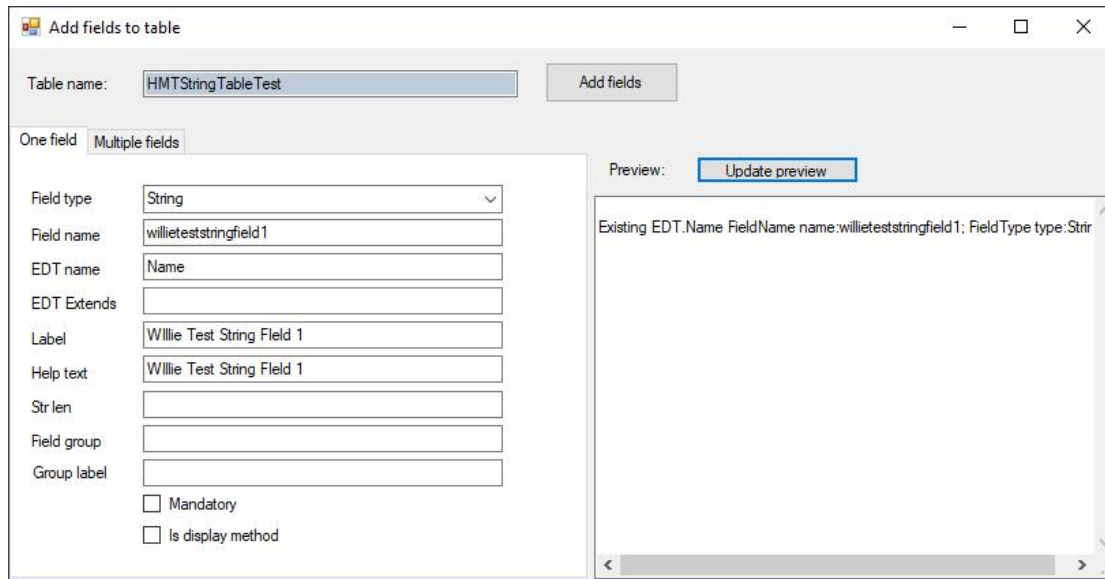 Add fields to table
Table name: HMTStringTableTest Add fields
One field Multiple fields
Preview: Update preview
Field type String
Field name willieteststringfield1
EDT name Name
EDT Extends
Label WIllie Test String FIeld 1
Help text WIllie Test String FIeld 1
Str len
Field group
Group label
Mandatory
Is display method
Existing EDT.Name FieldName name:willieteststringfield1; FieldType type:Strir